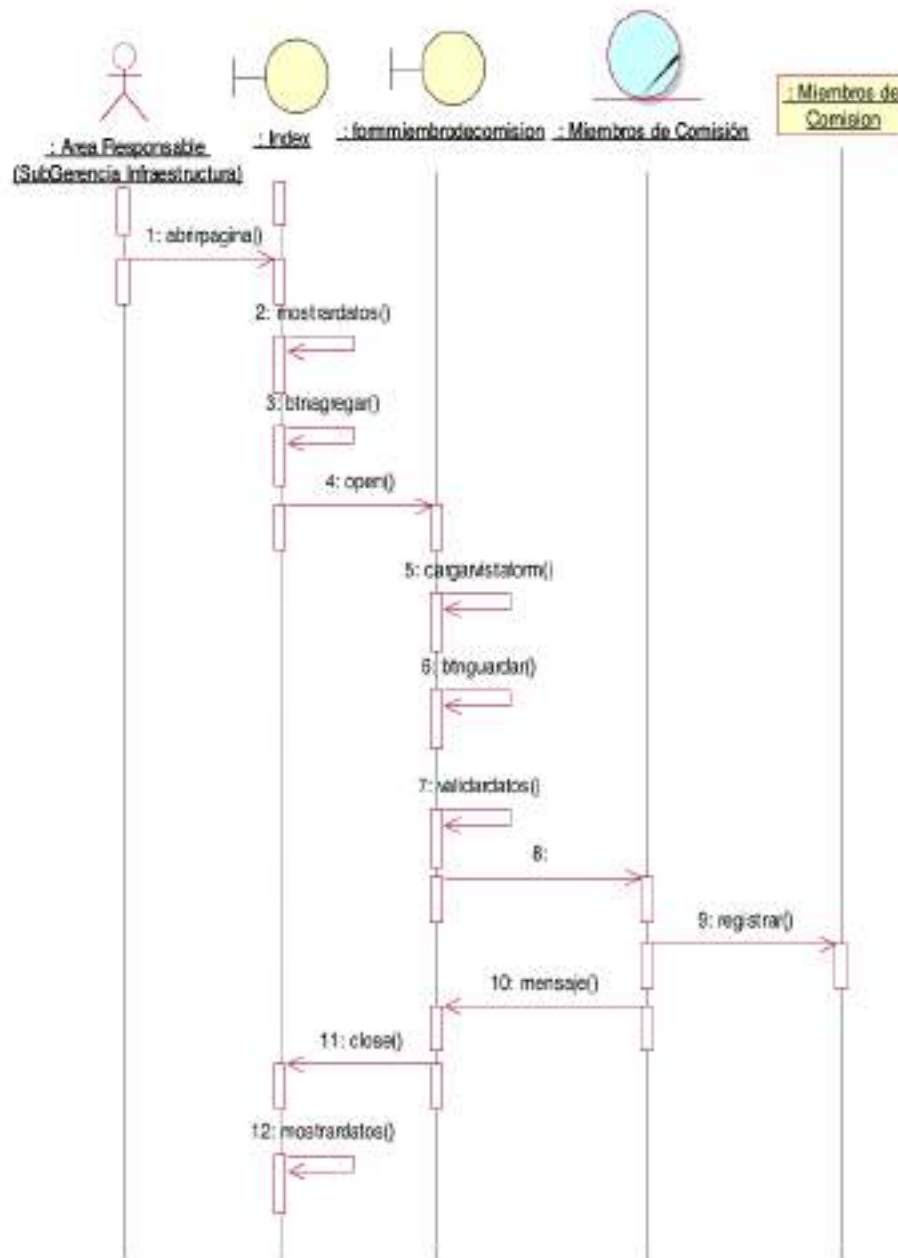 : Area Responsable
(SubGerencia Infraestructura)
: Index
: formmiembrodecomision
: Miembros de Comisión
: Miembros de
Comision
1: abrirpagina()
2: mostrardatos()
3: btnagregar()
4: open()
5: cargarvistaform()
6: btnguardar()
7: validardatos()
8:
9: registrar()
10: mensaje()
11: close()
12: mostrardatos()